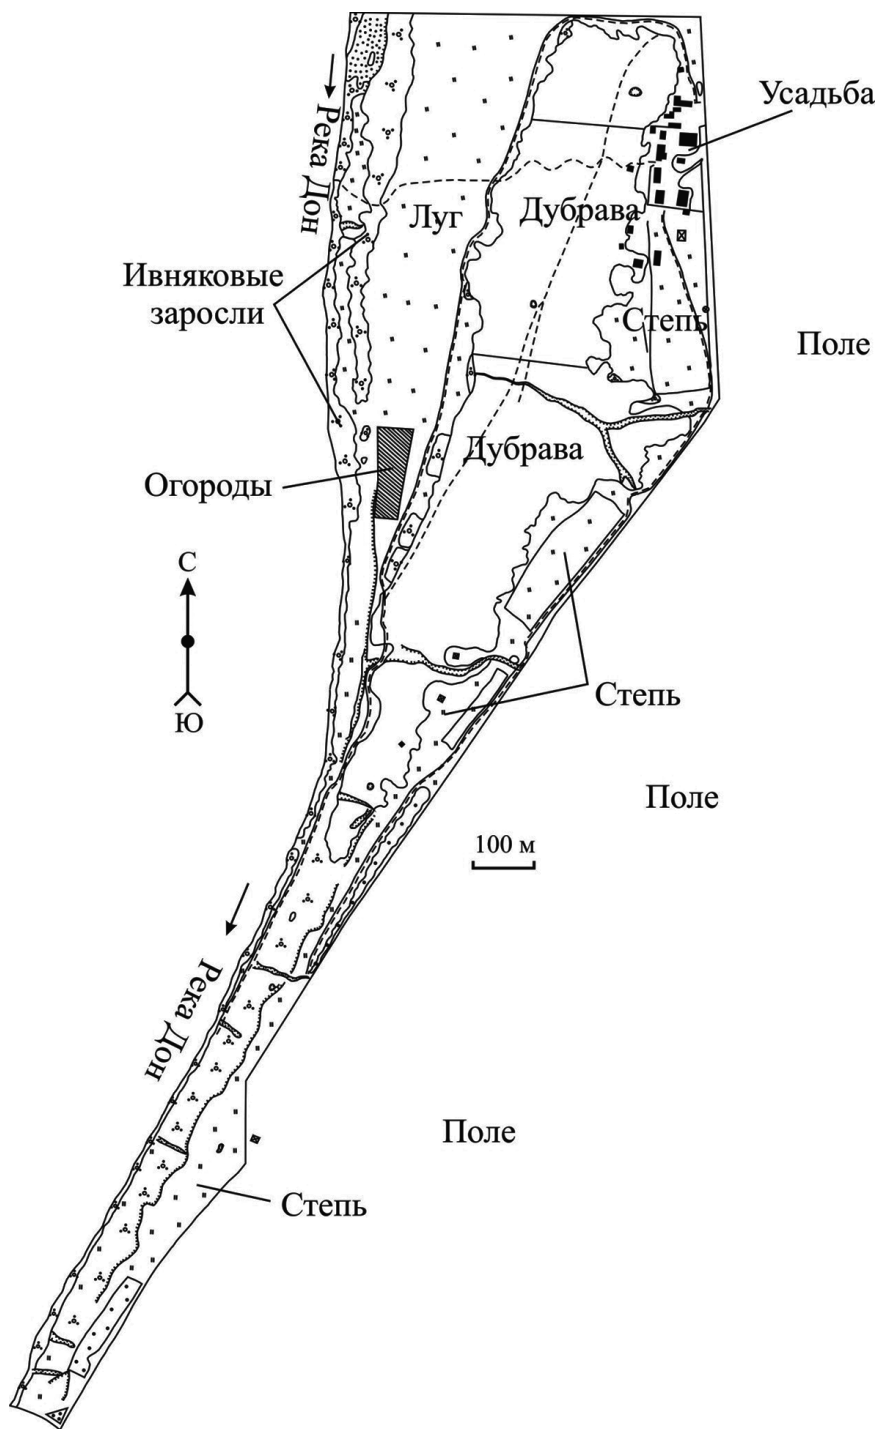 Усадьба
Река Дон
Луг
Дубрава
Ивняковые
заросли
Степь
Поле
Дубрава
Огороды
С
Ю
Степь
Поле
100 м
Река Дон
Поле
Степь